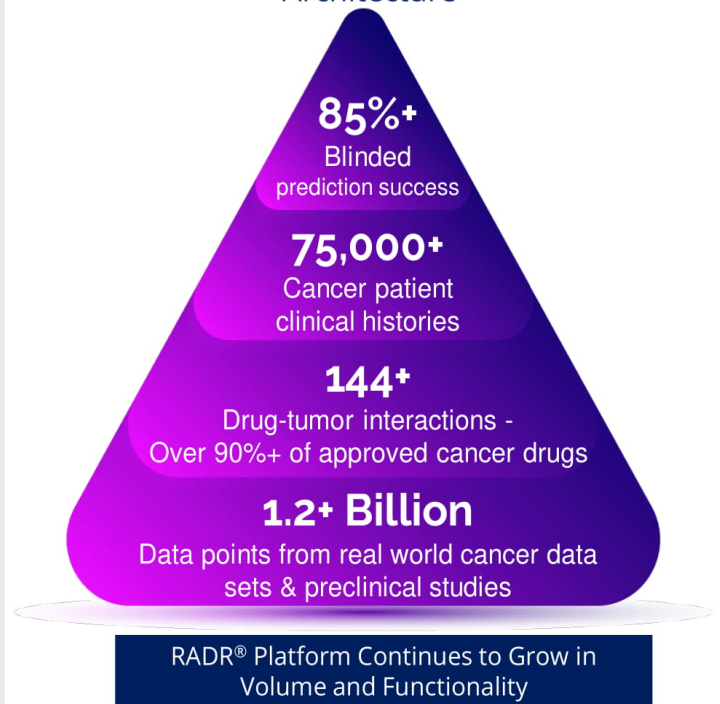 Architecture
85%+
Blinded
prediction success
75,000+
Cancer patient
clinical histories
144+
Drug-tumor interactions -
Over 90%+ of approved cancer drugs
1.2+ Billion
Data points from real world cancer data
sets & preclinical studies
RADR® Platform Continues to Grow in
Volume and Functionality